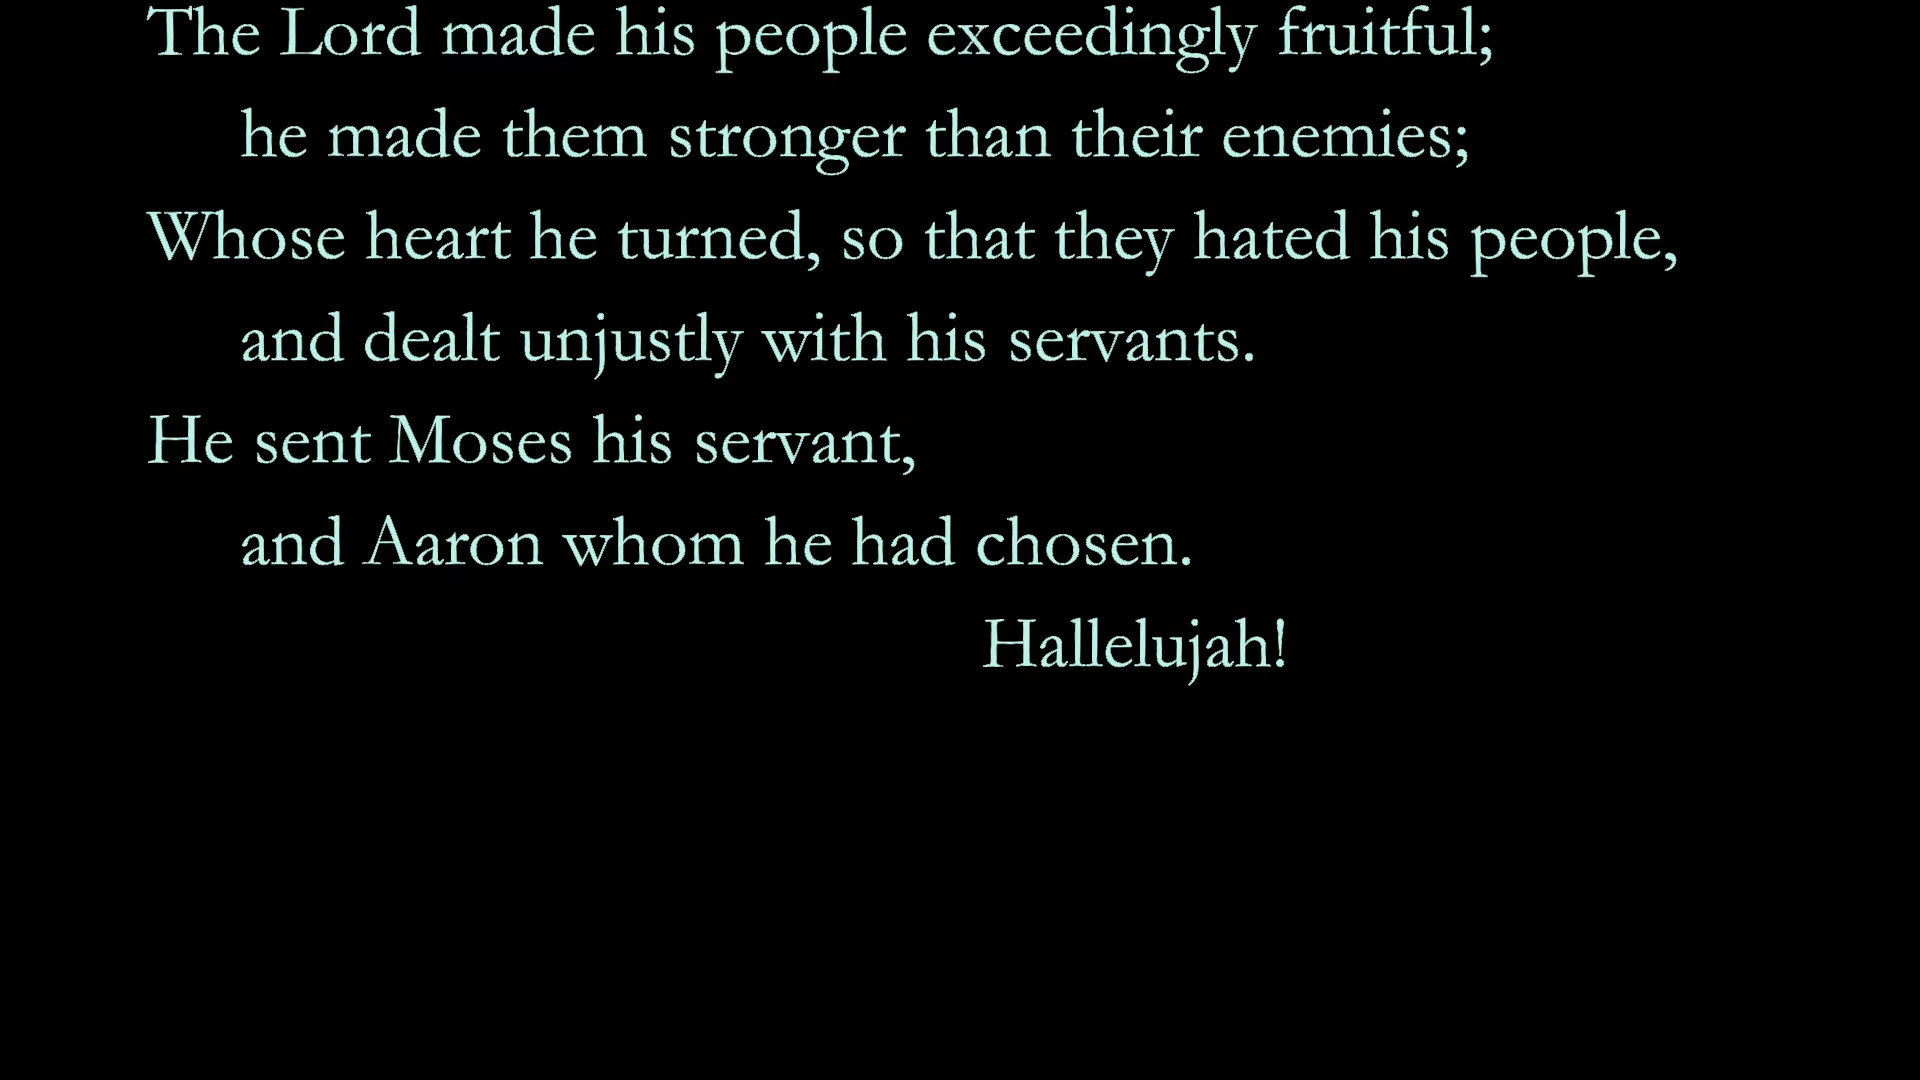 The Lord made his people exceedingly fruitful;
he made them stronger than their enemies;
Whose heart he turned, so that they hated his people,
and dealt unjustly with his servants.
He sent Moses his servant,
and Aaron whom he had chosen.
Hallelujah!